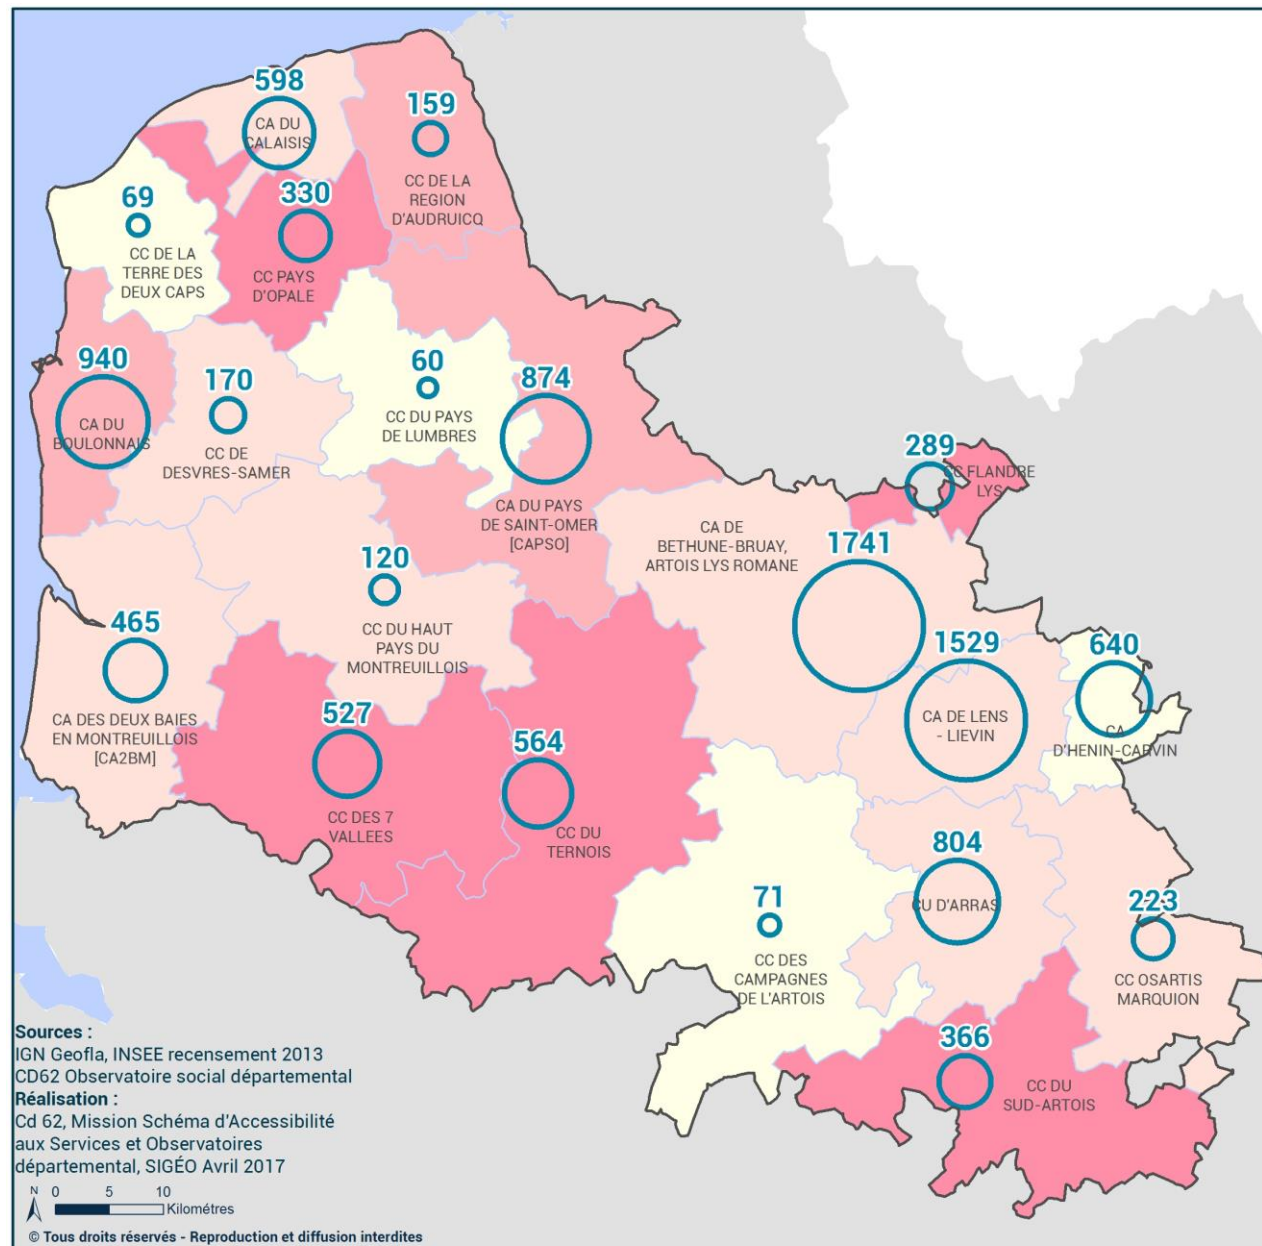 598
CA DU
CALAISIS
159
CC DE LA
REGION
D'AUDRUICQ
69
CC DE LA
TERRE DES
DEUX CAPS
330
CC PAYS
D'OPALE
940
CA DU
BOULONNAIS
170
CC DE
DESVRES-SAMER
60
CC DU PAYS
DE LUMBRES
874
CA DU PAYS
DE SAINT-OMER
[CAPSO]
289
CC FLANDRE
LYS
CA DE
BETHUNE-BRUAY,
ARTOIS LYS ROMANE
1741
120
CC DU HAUT
PAYS DU
MONTREUILLOIS
465
CA DES DEUX BAIES
EN MONTREUILLOIS
[CA2BM]
1529
CA DE LENS
- LIEVIN
640
CA
D'HENIN-CARVIN
527
CC DES 7
VALLEES
564
CC DU
TERNOIS
804
CU D'ARRAS
71
CC DES
CAMPAGNES
DE L'ARTOIS
223
CC OSARTIS
MARQUION
366
CC DU
SUD-ARTOIS
Sources :
IGN Geofla, INSEE recensement 2013
CD62 Observatoire social départemental
Réalisation :
Cd 62, Mission Schéma d'Accessibilité
aux Services et Observatoires
départemental, SIGÉO Avril 2017
N
0 5 10
Kilométres
© Tous droits réservés - Reproduction et diffusion interdites